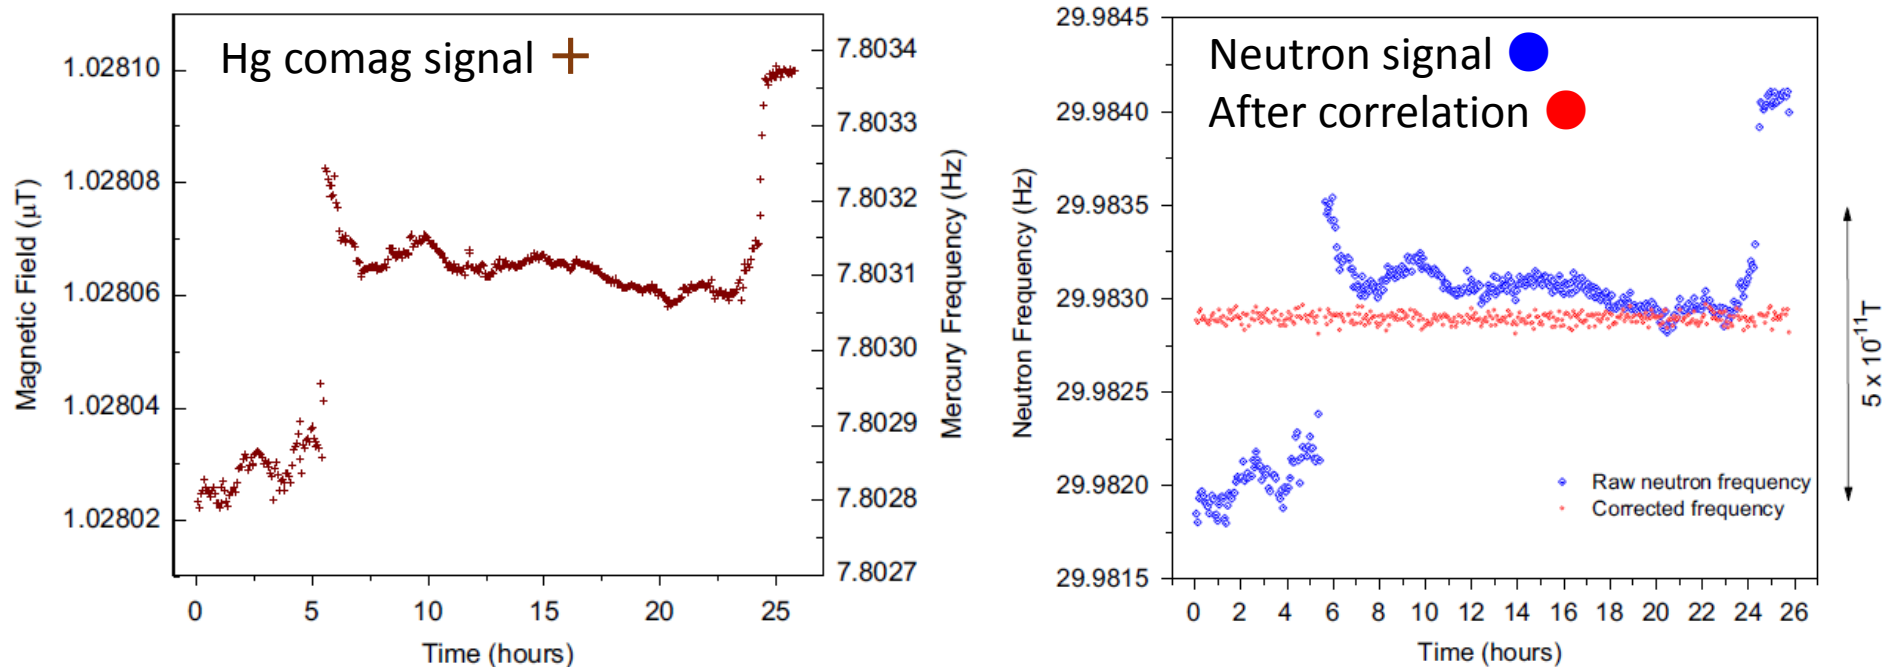 Hg comag signal
1.02810
1.02808
1.02806
1.02804
1.02802
Magnetic Field (μT)
7.8034
7.8033
7.8032
7.8031
7.8030
7.8029
7.8028
7.8027
Mercury Frequency (Hz)
0 5 10 15 20 25
Time (hours)
Neutron signal
After correlation
29.9845
29.9840
29.9835
29.9830
29.9825
29.9820
29.9815
Neutron Frequency (Hz)
Raw neutron frequency
Corrected frequency
0 2 4 6 8 10 12 14 16 18 20 22 24 26
Time (hours)
5 x 10⁻¹¹T